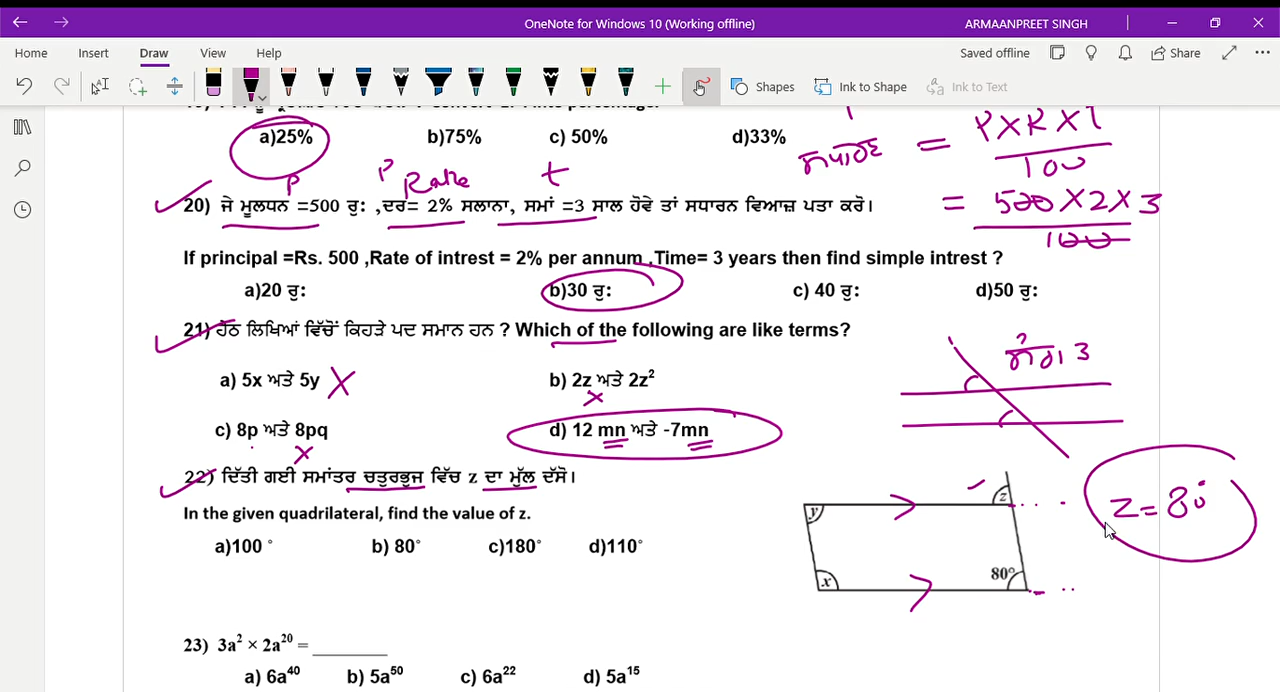 OneNote for Windows 10 (Working offline) ARMAANPREET SINGH
Home Insert Draw View Help Saved offline Share
Shapes Ink to Shape Ink to Text
a)25% b)75% c) 50% d)33%
= P X R X T
100
P P Rate t
20) ਜੇ ਮੂਲਧਨ =500 ਰੁ: ,ਦਰ= 2% ਸਲਾਨਾ, ਸਮਾਂ =3 ਸਾਲ ਹੋਵੇ ਤਾਂ ਸਧਾਰਨ ਵਿਆਜ਼ ਪਤਾ ਕਰੋ।
= 500 X 2 X 3
100
If principal =Rs. 500 ,Rate of intrest = 2% per annum ,Time= 3 years then find simple intrest ?
a)20 ਰੁ: b)30 ਰੁ: c) 40 ਰੁ: d)50 ਰੁ:
21) ਹੇਠ ਲਿਖਿਆਂ ਵਿੱਚੋਂ ਕਿਹੜੇ ਪਦ ਸਮਾਨ ਹਨ ? Which of the following are like terms?
a) 5x ਅਤੇ 5y b) 2z ਅਤੇ 2z²
c) 8p ਅਤੇ 8pq d) 12 mn ਅਤੇ -7mn
22) ਦਿੱਤੀ ਗਈ ਸਮਾਂਤਰ ਚਤੁਰਭੁਜ ਵਿੱਚ z ਦਾ ਮੁੱਲ ਦੱਸੋ।
In the given quadrilateral, find the value of z.
a)100 ° b) 80° c)180° d)110°
y z
x 80°
z = 80°
23) 3a² × 2a²⁰ = ________
a) 6a⁴⁰ b) 5a⁵⁰ c) 6a²² d) 5a¹⁵